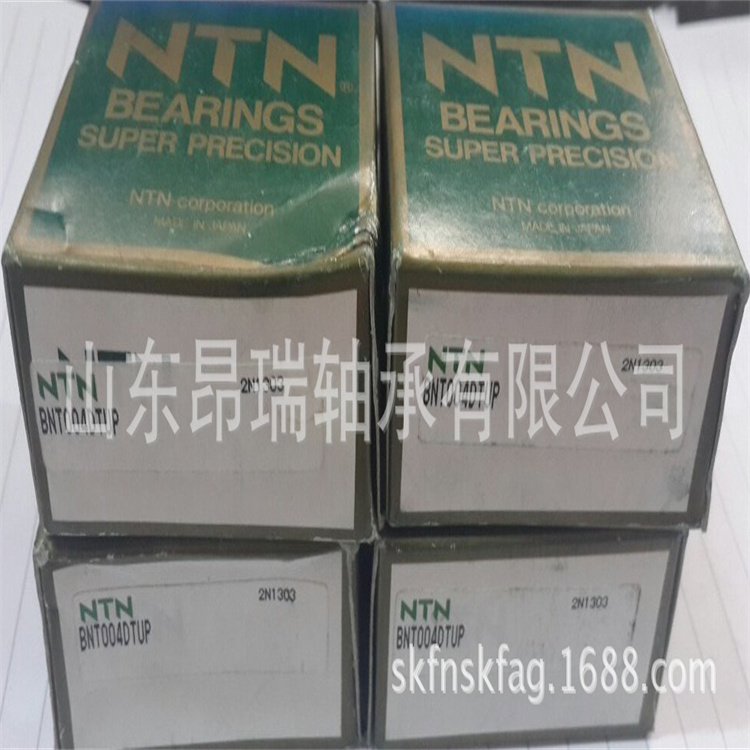 NTN®
BEARINGS
SUPER PRECISION
NTN corporation
MADE IN JAPAN
NTN
BEARINGS
SUPER PRECISION
NTN corporation
MADE IN JAPAN
山东昂瑞轴承有限公司
NTN
2N1303
BNT004DTUP
NTN
2N1303
BNT004DTUP
NTN
2N1303
BNT004DTUP
NTN
2N1303
BNT004DTUP
skfnskfag.1688.com